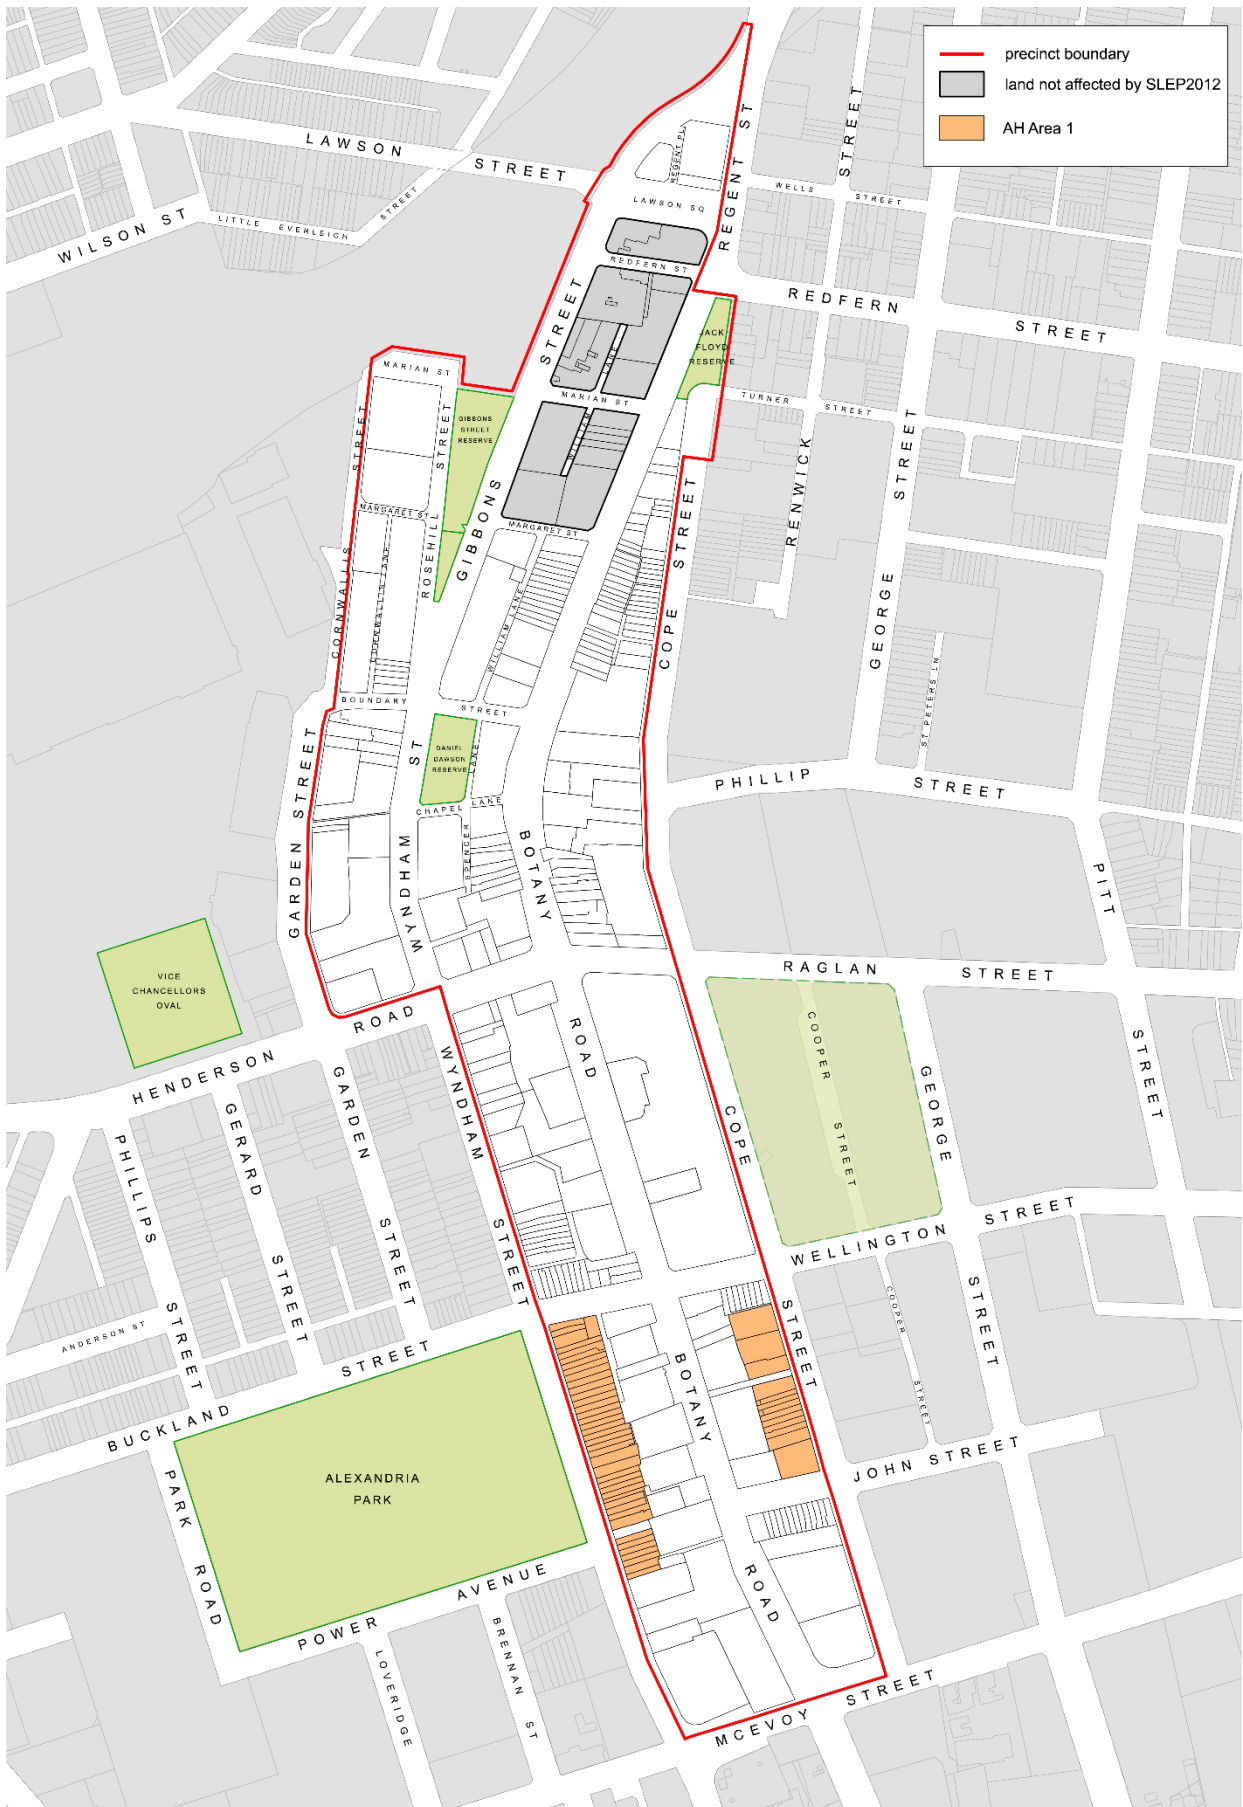 precinct boundary
land not affected by SLEP2012
AH Area 1
LAWSON STREET
WILSON ST
LITTLE EVERLEIGH STREET
REGENT PL
REGENT ST
LAWSON SQ
WELLS STREET
STREET
REDFERN ST
REDFERN STREET
JACK
FLOYD
RESERVE
MARIAN ST
GIBBONS STREET
LANE
MARIAN ST
WILLIAM
TURNER STREET
GIBBONS
STREET
RESERVE
CORNWALLIS STREET
ROSEHILL STREET
MARGARET ST
MARGARET ST
CORNWALLIS LANE
WILLIAM LANE
COPE STREET
RENWICK
GEORGE STREET
ST PETERS LN
BOUNDARY STREET
DANIEL
DAWSON
RESERVE
LANE
CHAPEL LANE
SPENCER
GARDEN STREET
WYNDHAM ST
BOTANY ROAD
PHILLIP STREET
PITT STREET
VICE
CHANCELLORS
OVAL
RAGLAN STREET
HENDERSON ROAD
COOPER STREET
GEORGE STREET
COPE STREET
WYNDHAM STREET
PHILLIPS STREET
GERARD STREET
GARDEN STREET
WELLINGTON STREET
COOPER STREET
ANDERSON ST
BUCKLAND STREET
BOTANY ROAD
JOHN STREET
ALEXANDRIA
PARK
PARK ROAD
POWER AVENUE
BRENNAN ST
LOVERIDGE
MCEVOY STREET